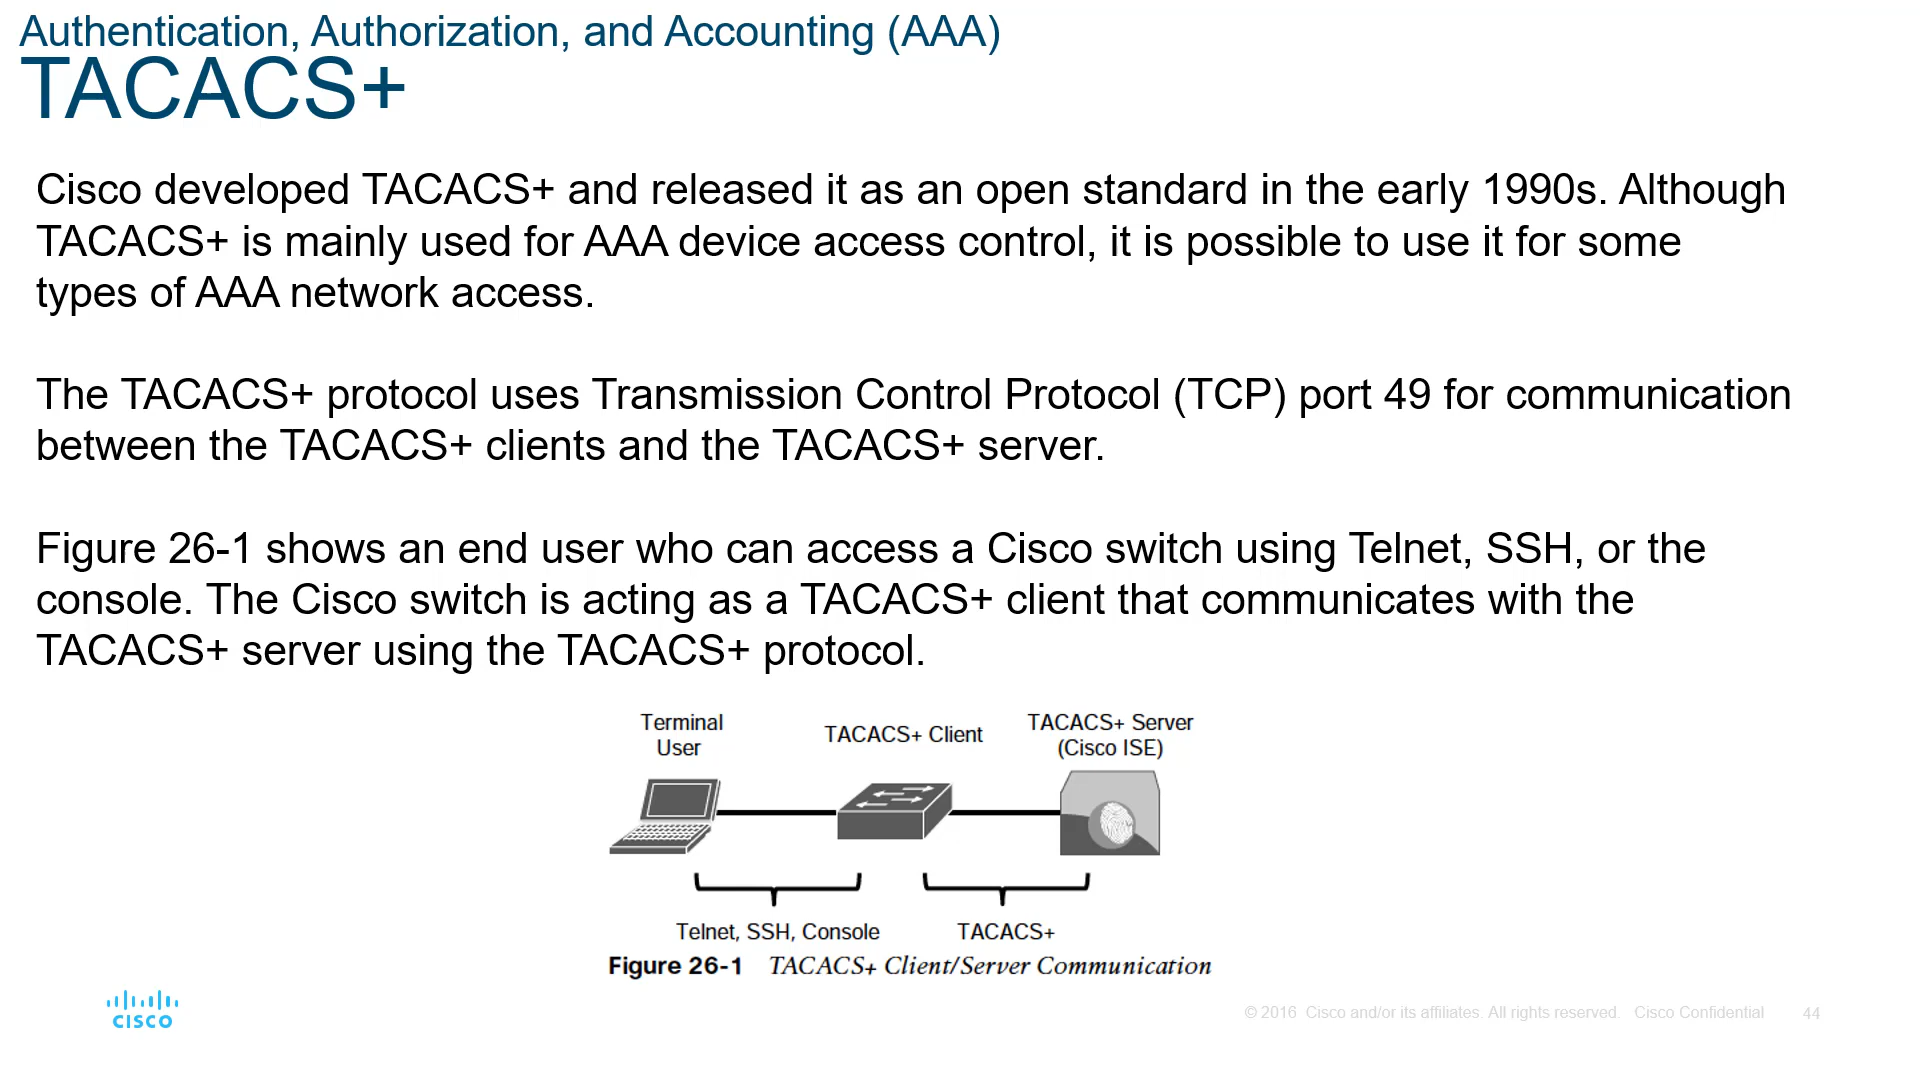 Authentication, Authorization, and Accounting (AAA)
TACACS+
Cisco developed TACACS+ and released it as an open standard in the early 1990s. Although
TACACS+ is mainly used for AAA device access control, it is possible to use it for some
types of AAA network access.
The TACACS+ protocol uses Transmission Control Protocol (TCP) port 49 for communication
between the TACACS+ clients and the TACACS+ server.
Figure 26-1 shows an end user who can access a Cisco switch using Telnet, SSH, or the
console. The Cisco switch is acting as a TACACS+ client that communicates with the
TACACS+ server using the TACACS+ protocol.
Terminal
User
TACACS+ Client
TACACS+ Server
(Cisco ISE)
Telnet, SSH, Console
TACACS+
Figure 26-1 TACACS+ Client/Server Communication
CISCO
© 2016 Cisco and/or its affiliates. All rights reserved. Cisco Confidential
44